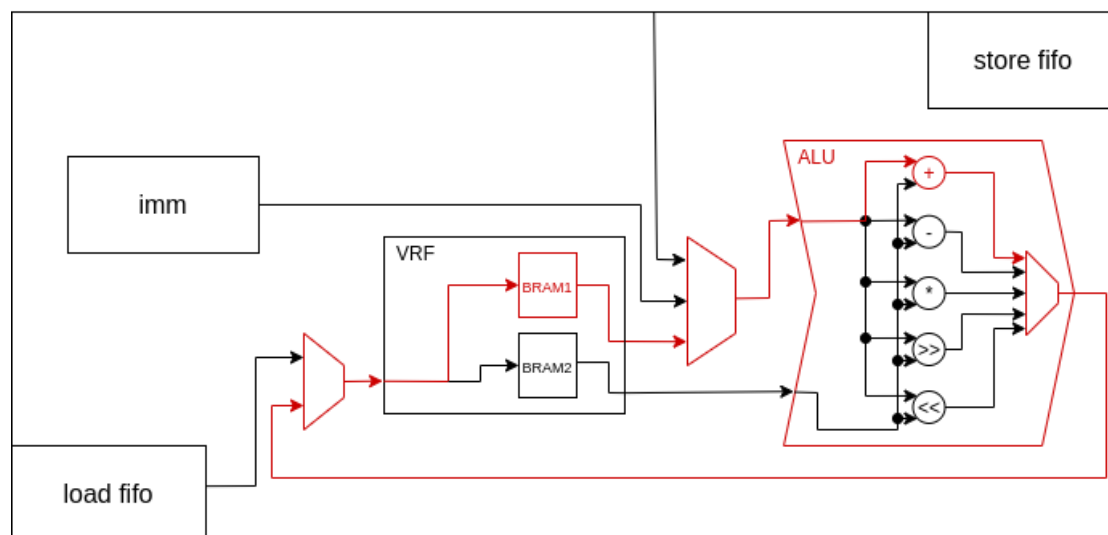 store fifo
ALU
+
imm
-
VRF
BRAM1
*
BRAM2
>>
<<
load fifo